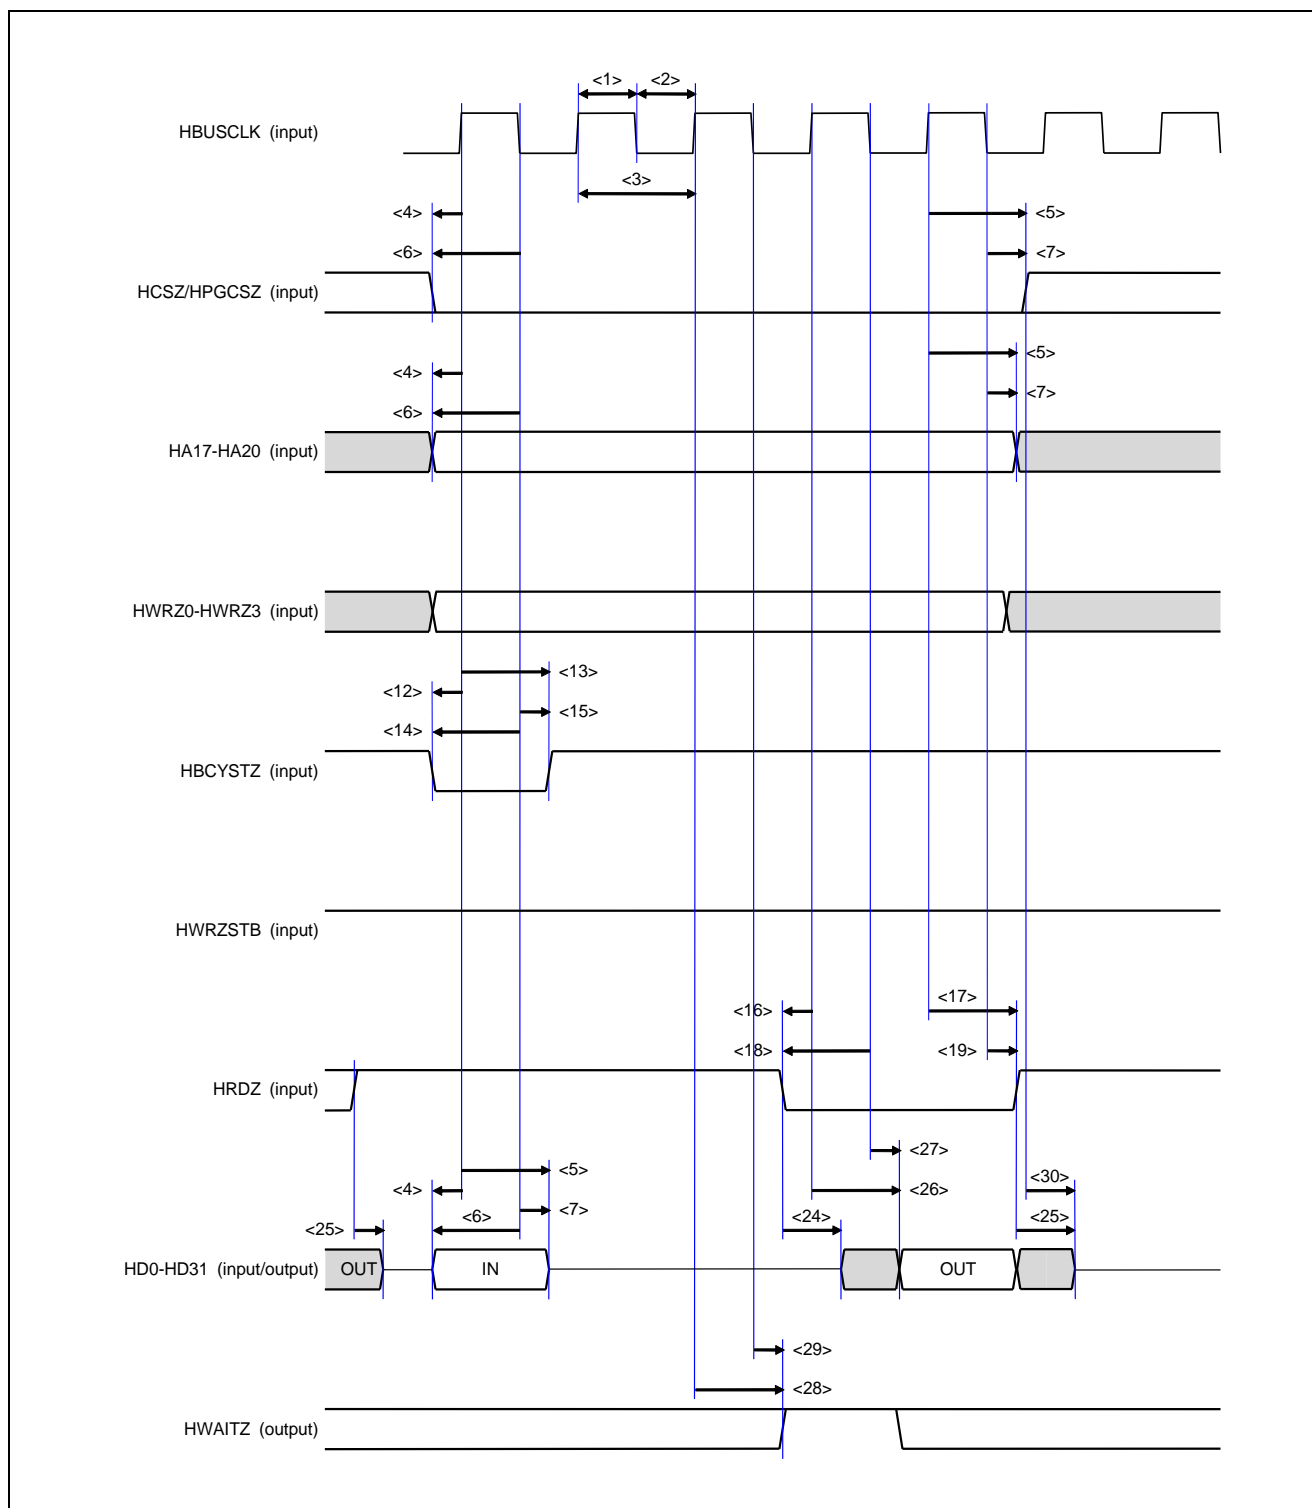 <1> <2>
HBUSCLK (input)
<3>
<4> <5>
<6> <7>
HCSZ/HPGCSZ (input)
<5>
<4>
<7>
<6>
HA17-HA20 (input)
HWRZ0-HWRZ3 (input)
<13>
<12>
<15>
<14>
HBCYSTZ (input)
HWRZSTB (input)
<17>
<16>
<18> <19>
HRDZ (input)
<27>
<5> <30>
<4> <26>
<7>
<6> <24> <25>
<25>
HD0-HD31 (input/output) OUT IN OUT
<29>
<28>
HWAITZ (output)